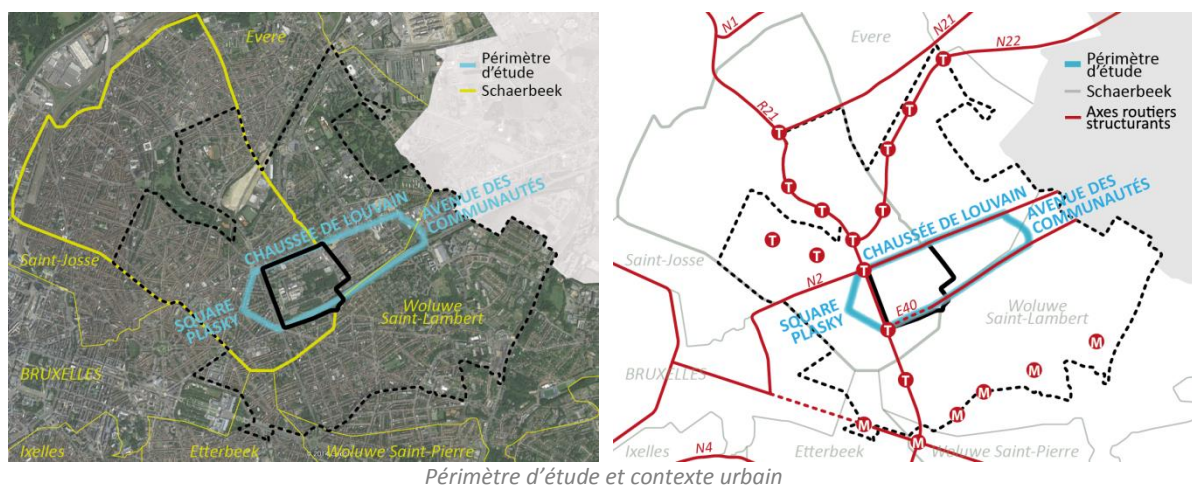 Evere
Périmètre
d'étude
Schaerbeek
AVENUE DES
COMMUNAUTÉS
CHAUSSÉE DE LOUVAIN
Saint-Josse
Woluwe
Saint-Lambert
SQUARE
PLASKY
BRUXELLES
Ixelles
Etterbeek
Woluwe Saint-Pierre
N1
N21
Evere
N22
Périmètre
d'étude
Schaerbeek
Axes routiers
structurants
T
R21
T
T
T
T
T
T
T
T
T
T
AVENUE DES
COMMUNAUTÉS
CHAUSSÉE DE LOUVAIN
Saint-Josse
N2
T
E40
Woluwe
Saint-Lambert
SQUARE
PLASKY
T
M
BRUXELLES
T
M
M
M
M
M
Ixelles
N4
Etterbeek
Woluwe Saint-Pierre
Périmètre d'étude et contexte urbain